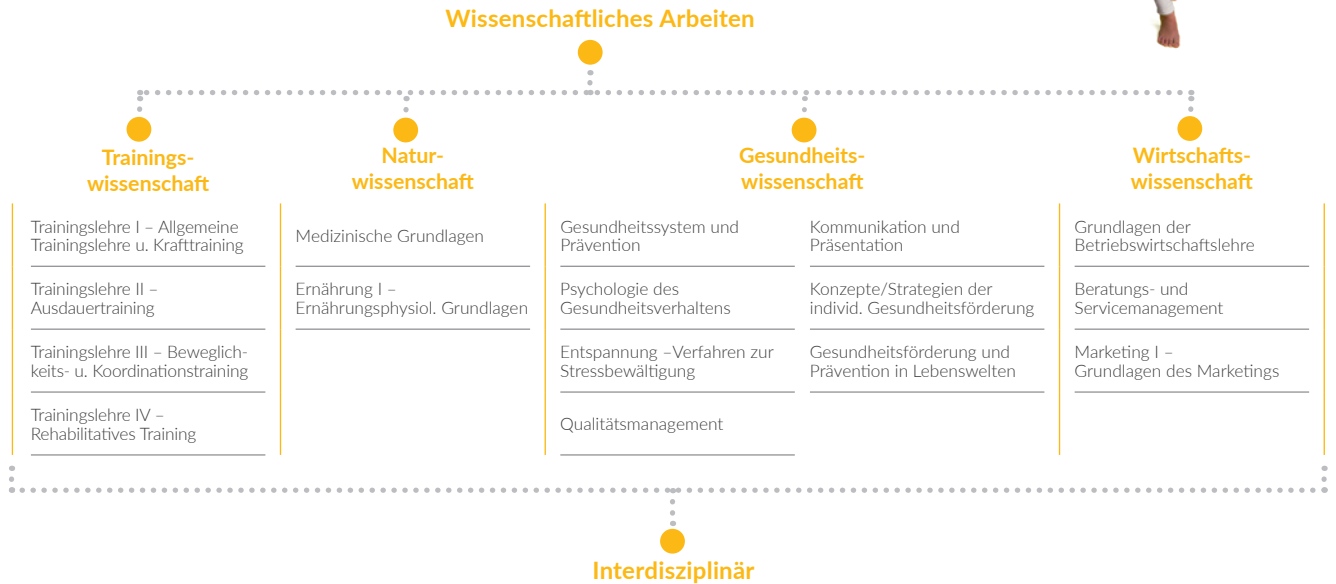 Wissenschaftliches Arbeiten
Trainings-
wissenschaft
Trainingslehre I – Allgemeine
Trainingslehre u. Krafttraining
Trainingslehre II –
Ausdauertraining
Trainingslehre III – Beweglich-
keits- u. Koordinationstraining
Trainingslehre IV –
Rehabilitatives Training
Natur-
wissenschaft
Medizinische Grundlagen
Ernährung I –
Ernährungsphysiol. Grundlagen
Gesundheits-
wissenschaft
Gesundheitssystem und
Prävention
Psychologie des
Gesundheitsverhaltens
Entspannung –Verfahren zur
Stressbewältigung
Qualitätsmanagement
Kommunikation und
Präsentation
Konzepte/Strategien der
individ. Gesundheitsförderung
Gesundheitsförderung und
Prävention in Lebenswelten
Wirtschafts-
wissenschaft
Grundlagen der
Betriebswirtschaftslehre
Beratungs- und
Servicemanagement
Marketing I –
Grundlagen des Marketings
Interdisziplinär